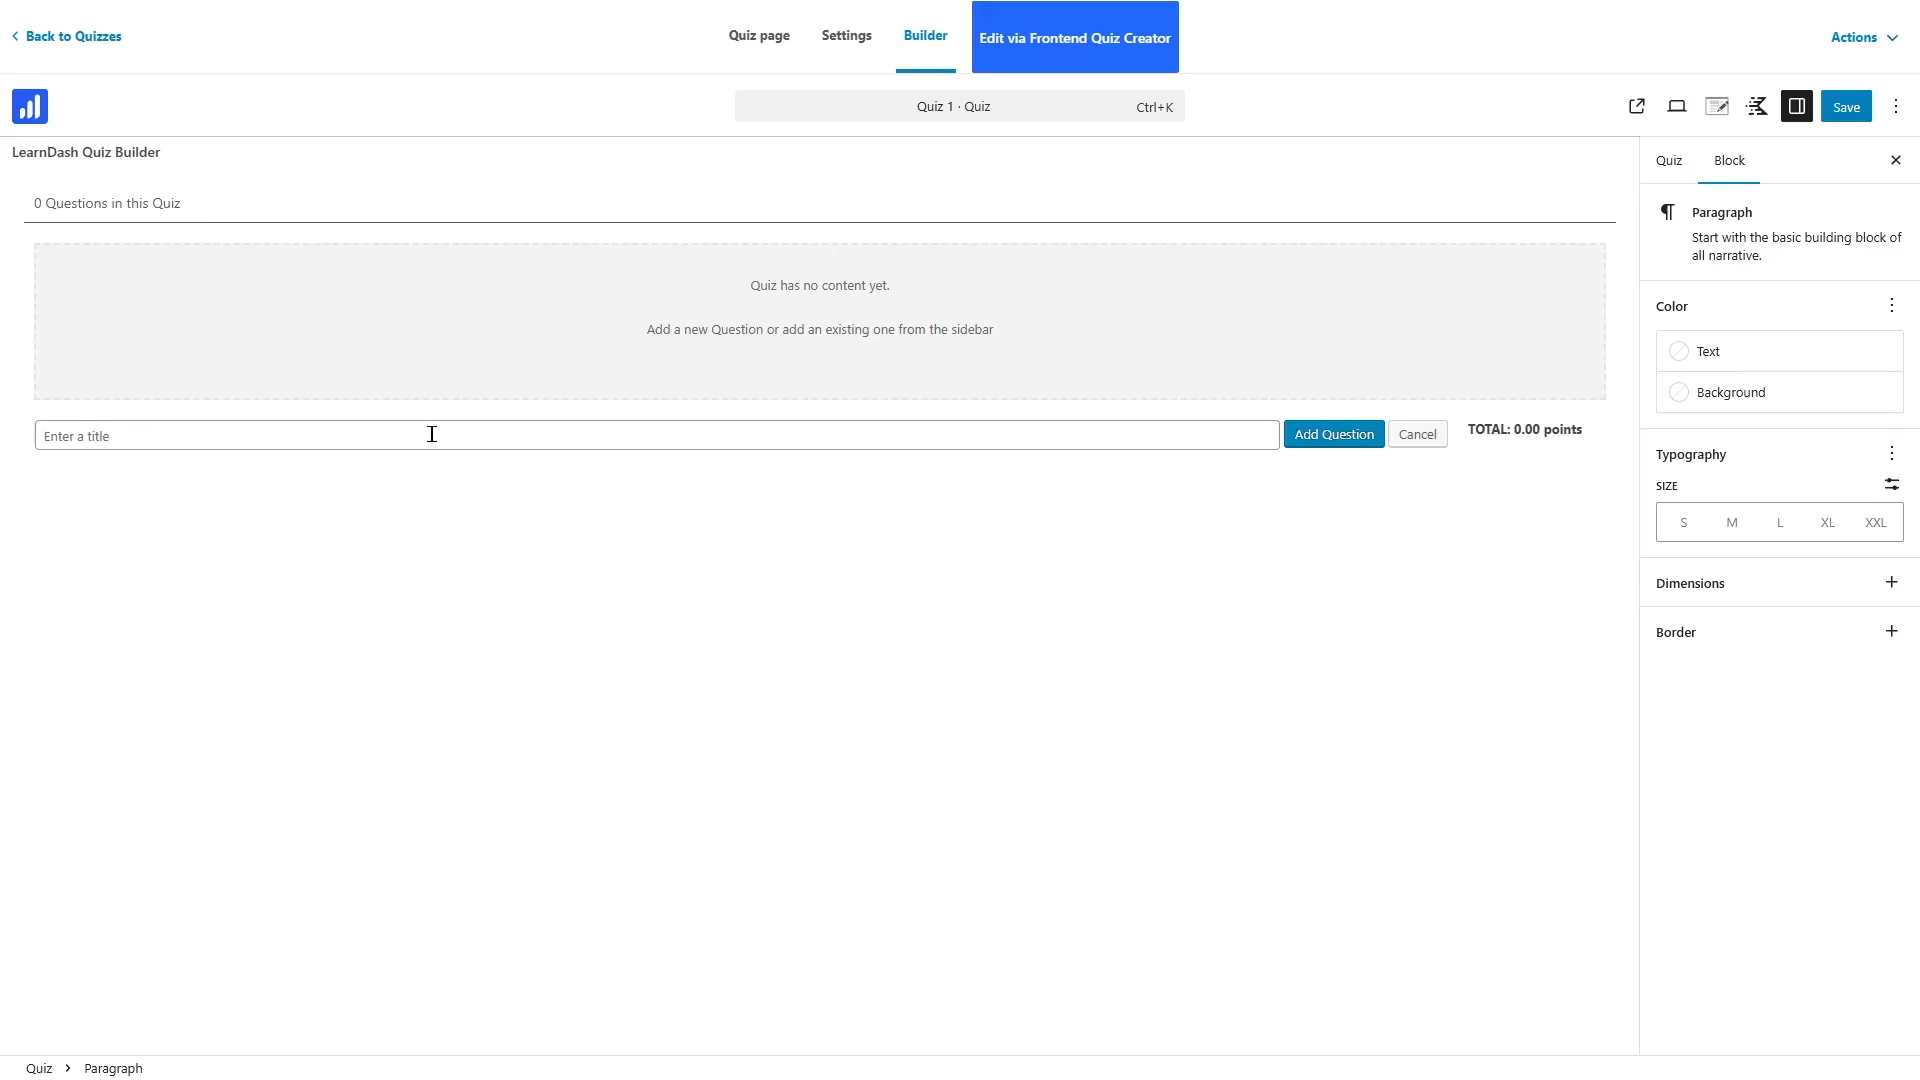 Back to Quizzes
Quiz page
Settings
Builder
Edit via Frontend Quiz Creator
Actions
Quiz 1 · Quiz
Ctrl+K
Save
LearnDash Quiz Builder
0 Questions in this Quiz
Quiz has no content yet.
Add a new Question or add an existing one from the sidebar
Enter a title
Add Question
Cancel
TOTAL: 0.00 points
Quiz
Block
Paragraph
Start with the basic building block of
all narrative.
Color
Text
Background
Typography
SIZE
S M L XL XXL
Dimensions
Border
Quiz
Paragraph